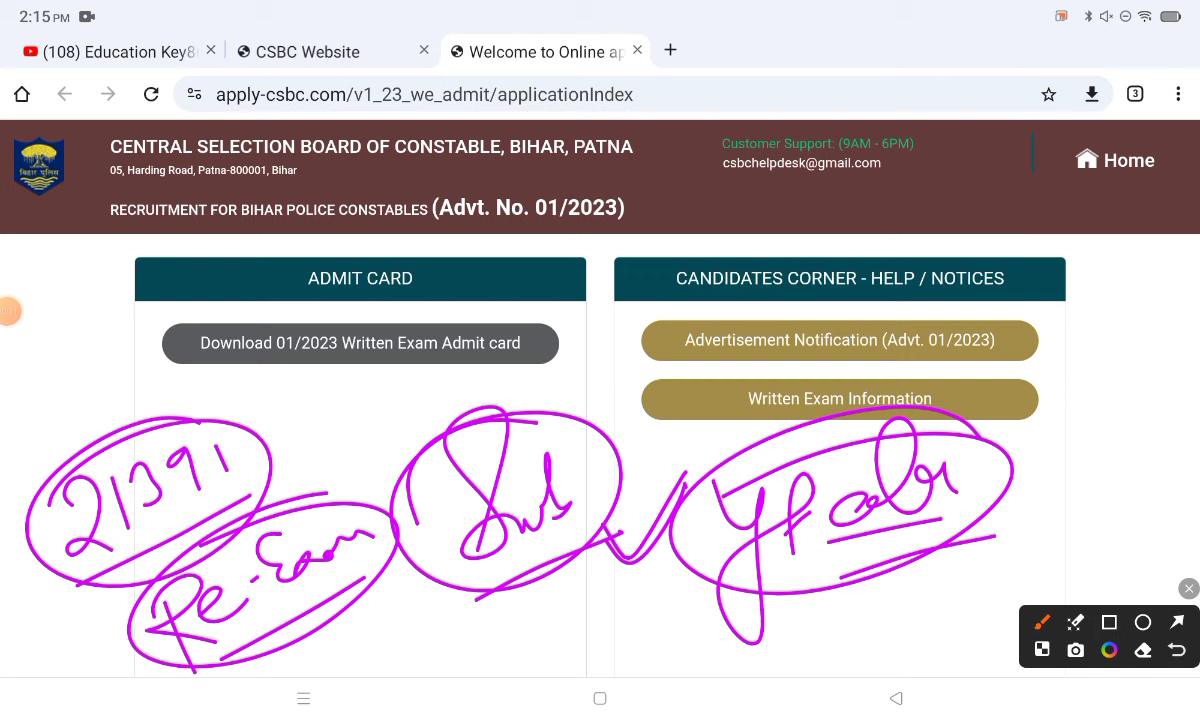 2:15 PM
(108) Education Key8
CSBC Website
Welcome to Online ap
apply-csbc.com/v1_23_we_admit/applicationIndex
3
बिहार पुलिस
CENTRAL SELECTION BOARD OF CONSTABLE, BIHAR, PATNA
05, Harding Road, Patna-800001, Bihar
RECRUITMENT FOR BIHAR POLICE CONSTABLES (Advt. No. 01/2023)
Customer Support: (9AM - 6PM)
csbchelpdesk@gmail.com
Home
ADMIT CARD
Download 01/2023 Written Exam Admit card
CANDIDATES CORNER - HELP / NOTICES
Advertisement Notification (Advt. 01/2023)
Written Exam Information
21391
Re-Exam